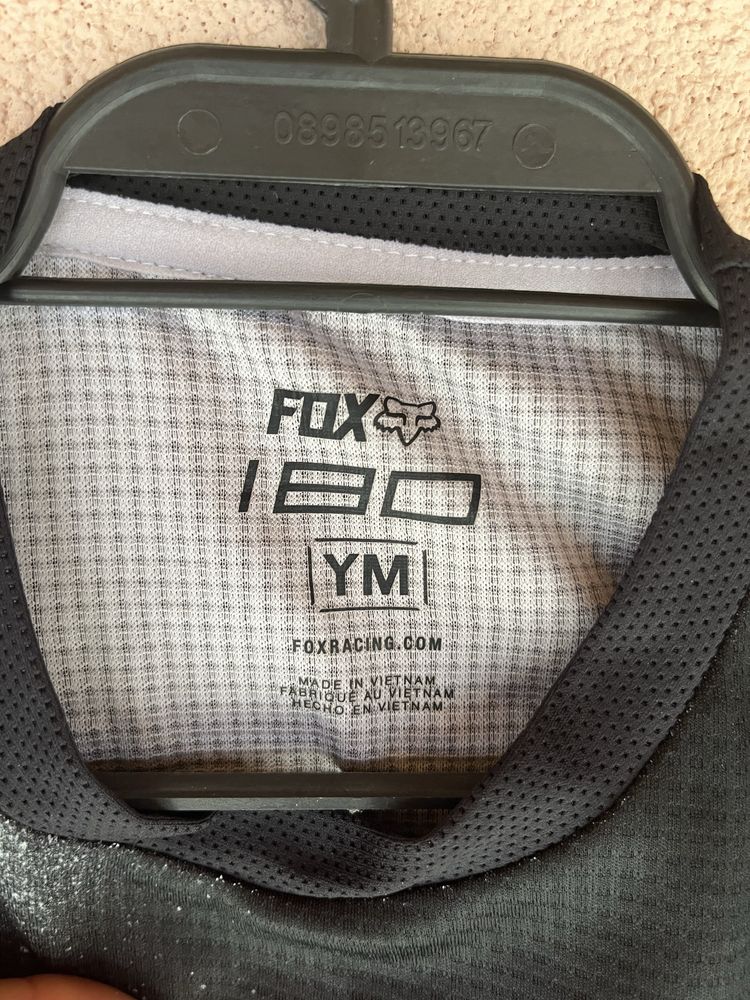 0898513967
FOX
180
YM
FOXRACING.COM
MADE IN VIETNAM
FABRIQUÉ AU VIETNAM
HECHO EN VIETNAM